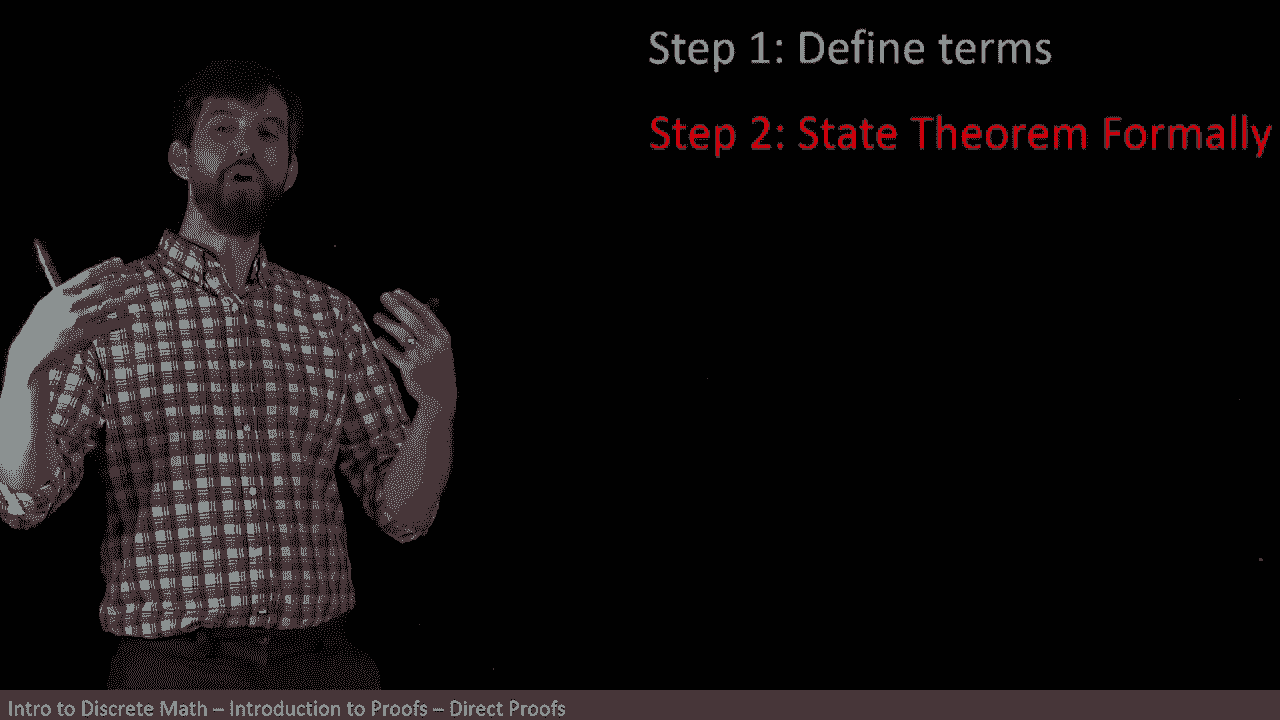 Step 1: Define terms
Step 2: State Theorem Formally
Intro to Discrete Math – Introduction to Proofs – Direct Proofs